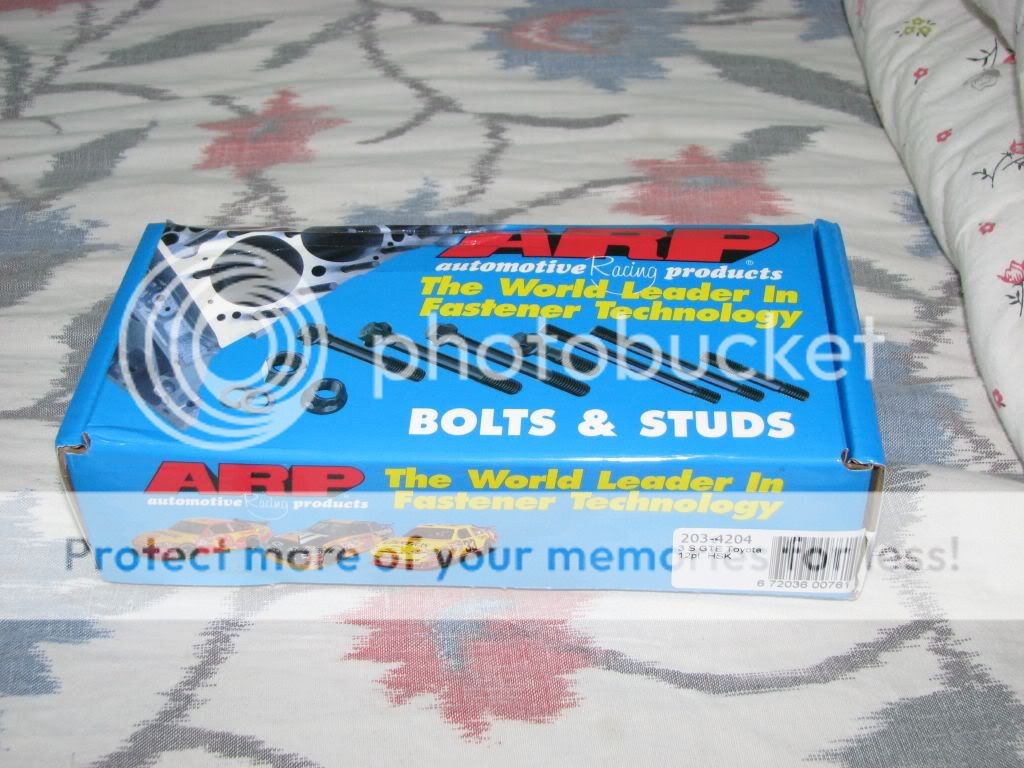 ARP
automotive Racing products
The World Leader In
Fastener Technology
photobucket
BOLTS & STUDS
ARP
automotive Racing products
The World Leader In
Fastener Technology
203-4204
3 S GTE Toyota
12pt HSK
6 72036 00761
Protect more of your memories for less!